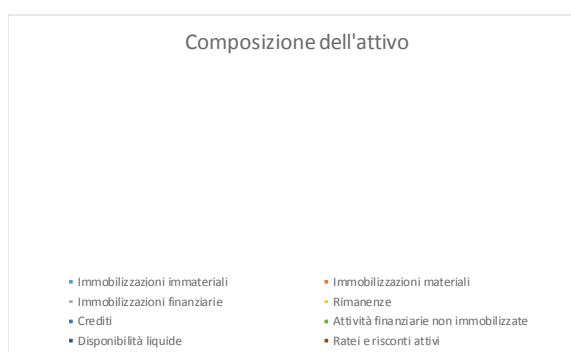 Composizione dell'attivo
Immobilizzazioni immateriali
Immobilizzazioni materiali
Immobilizzazioni finanziarie
Rimanenze
Crediti
Attività finanziarie non immobilizzate
Disponibilità liquide
Ratei e risconti attivi